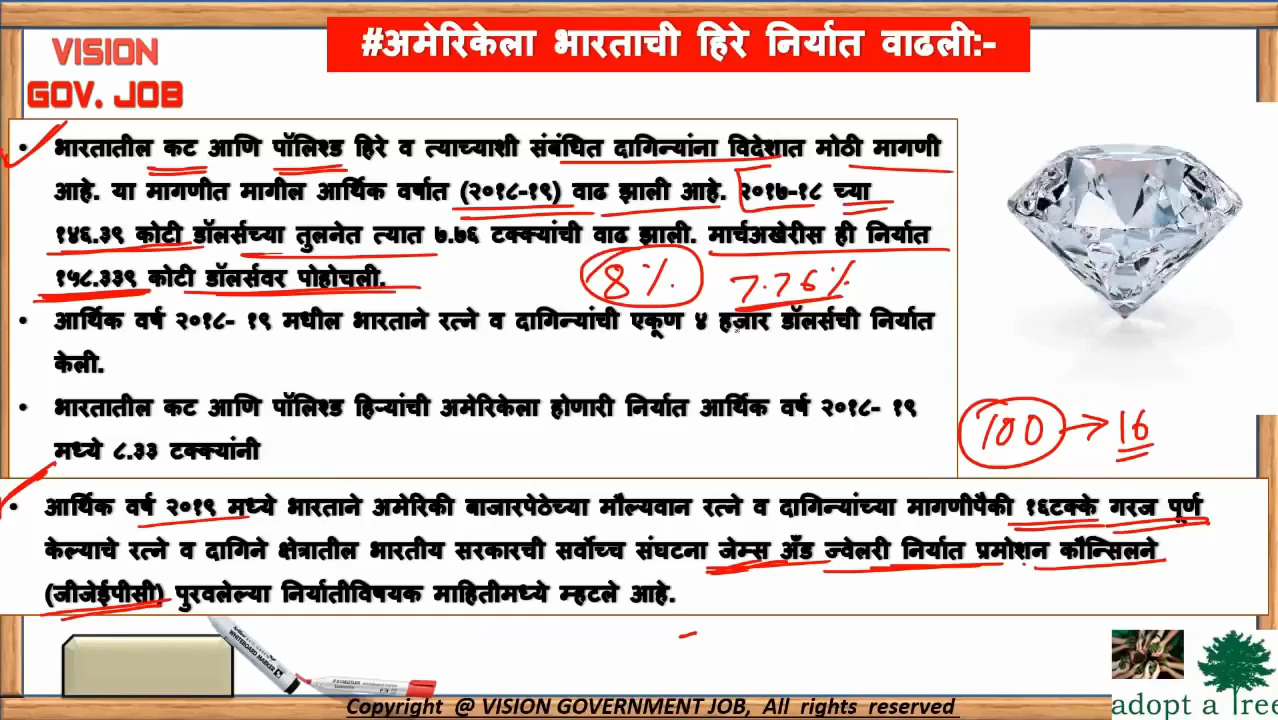 VISION
GOV. JOB
#अमेरिकेला भारताची हिरे निर्यात वाढली:-
• भारतातील कट आणि पॉलिश्ड हिरे व त्याच्याशी संबंधित दागिन्यांना विदेशात मोठी मागणी
आहे. या मागणीत मागील आर्थिक वर्षात (२०१८-१९) वाढ झाली आहे. २०१७-१८ च्या
१४६.३९ कोटी डॉलर्सच्या तुलनेत त्यात ७.७६ टक्क्यांची वाढ झाली. मार्चअखेरीस ही निर्यात
१५८.३३९ कोटी डॉलर्सवर पोहोचली.
8 % 7.76%
• आर्थिक वर्ष २०१८- १९ मधील भारताने रत्ने व दागिन्यांची एकूण ४ हजार डॉलर्सची निर्यात
केली.
• भारतातील कट आणि पॉलिश्ड हिऱ्यांची अमेरिकेला होणारी निर्यात आर्थिक वर्ष २०१८- १९
मध्ये ८.३३ टक्क्यांनी
100 → 16
• आर्थिक वर्ष २०१९ मध्ये भारताने अमेरिकी बाजारपेठेच्या मौल्यवान रत्ने व दागिन्यांच्या मागणीपैकी १६टक्के गरज पूर्ण
केल्याचे रत्ने व दागिने क्षेत्रातील भारतीय सरकारची सर्वोच्च संघटना जेम्स अँड ज्वेलरी निर्यात प्रमोशन कौन्सिलने
(जीजेईपीसी) पुरवलेल्या निर्यातीविषयक माहितीमध्ये म्हटले आहे.
WHITEBOARD MARKER
Copyright @ VISION GOVERNMENT JOB, All rights reserved
adopt a Tree